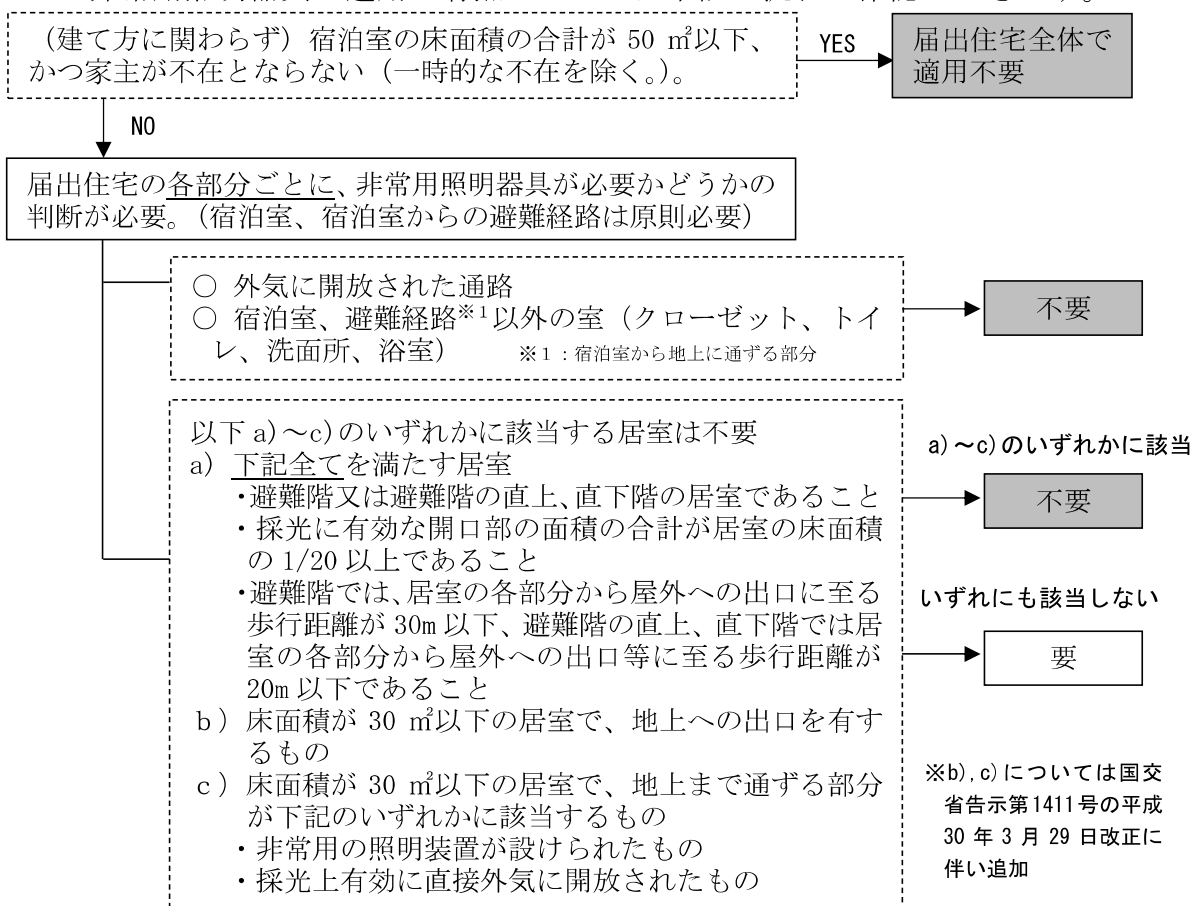 （建て方に関わらず）宿泊室の床面積の合計が 50 ㎡以下、
かつ家主が不在とならない（一時的な不在を除く。）。
YES
届出住宅全体で
適用不要
NO
届出住宅の各部分ごとに、非常用照明器具が必要かどうかの
判断が必要。（宿泊室、宿泊室からの避難経路は原則必要）
○ 外気に開放された通路
○ 宿泊室、避難経路※1以外の室（クローゼット、トイ
レ、洗面所、浴室）　※１：宿泊室から地上に通ずる部分
不要
以下 a)～c)のいずれかに該当する居室は不要
a) 下記全てを満たす居室
・避難階又は避難階の直上、直下階の居室であること
・採光に有効な開口部の面積の合計が居室の床面積
の 1/20 以上であること
・避難階では、居室の各部分から屋外への出口に至る
歩行距離が 30m 以下、避難階の直上、直下階では居
室の各部分から屋外への出口等に至る歩行距離が
20m 以下であること
ｂ）床面積が 30 ㎡以下の居室で、地上への出口を有す
るもの
ｃ）床面積が 30 ㎡以下の居室で、地上まで通ずる部分
が下記のいずれかに該当するもの
・非常用の照明装置が設けられたもの
・採光上有効に直接外気に開放されたもの
a)～c)のいずれかに該当
不要
いずれにも該当しない
要
※b),c)については国交
省告示第1411号の平成
30 年 3 月 29 日改正に
伴い追加